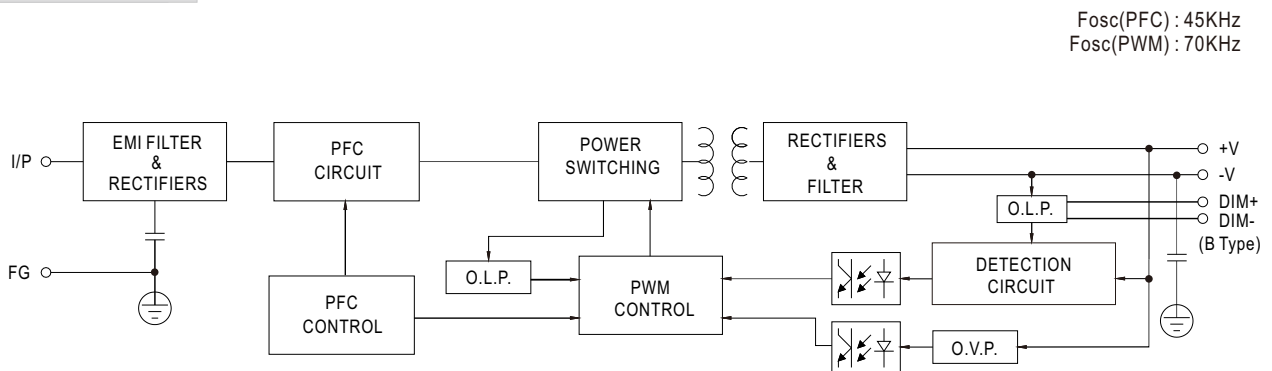 Fosc(PFC) : 45KHz
Fosc(PWM) : 70KHz
I/P
EMI FILTER
&
RECTIFIERS
PFC
CIRCUIT
POWER
SWITCHING
RECTIFIERS
&
FILTER
+V
-V
O.L.P.
DIM+
DIM-
(B Type)
FG
O.L.P.
PFC
CONTROL
PWM
CONTROL
DETECTION
CIRCUIT
O.V.P.